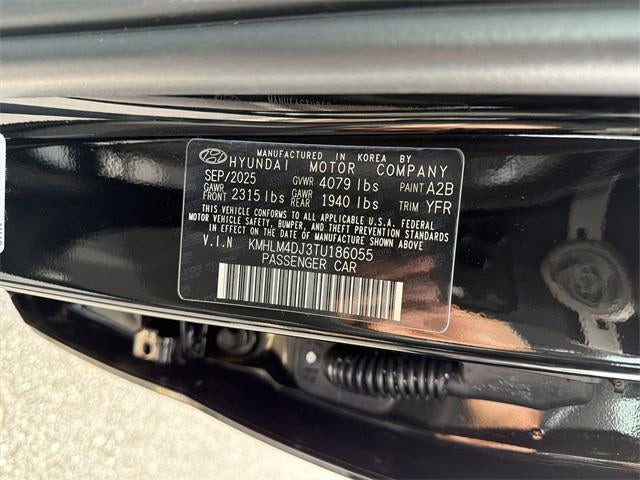 MANUFACTURED IN KOREA BY
HYUNDAI MOTOR COMPANY
SEP/2025 GVWR 4079 lbs PAINT A2B
GAWR FRONT 2315 lbs GAWR REAR 1940 lbs TRIM YFR
THIS VEHICLE CONFORMS TO ALL APPLICABLE U.S.A. FEDERAL
MOTOR VEHICLE SAFETY, BUMPER, AND THEFT PREVENTION STANDARDS
IN EFFECT ON THE DATE OF MANUFACTURE SHOWN ABOVE
V.I.N KMHLM4DJ3TU186055
PASSENGER CAR